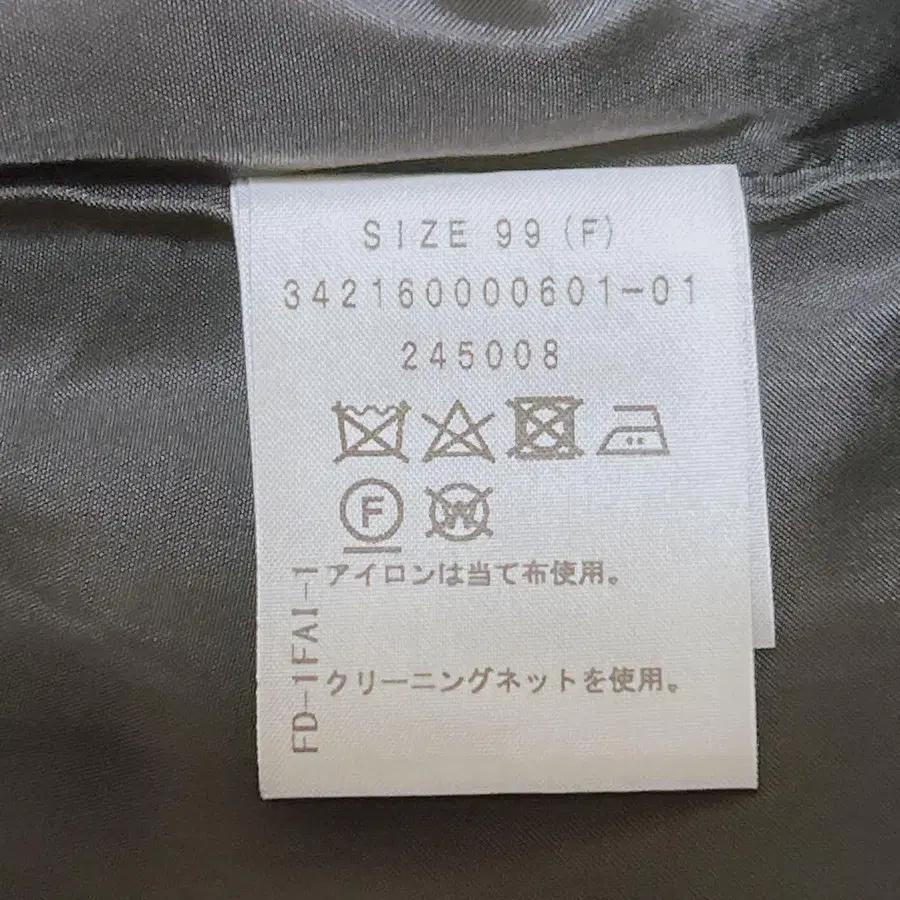 SIZE 99 (F)
342160000601-01
245008
F W
アイロンは当て布使用。
クリーニングネットを使用。
FD-1FAI-1